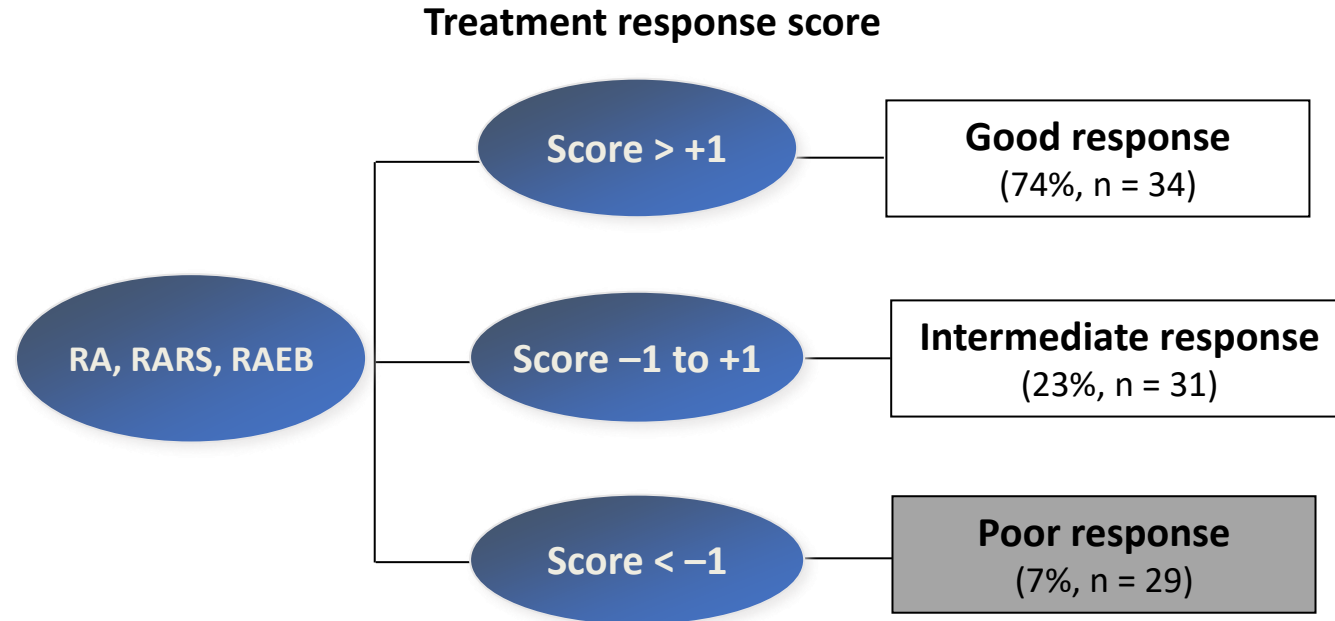 Treatment response score
Score > +1
Good response
(74%, n = 34)
RA, RARS, RAEB
Score –1 to +1
Intermediate response
(23%, n = 31)
Score < –1
Poor response
(7%, n = 29)